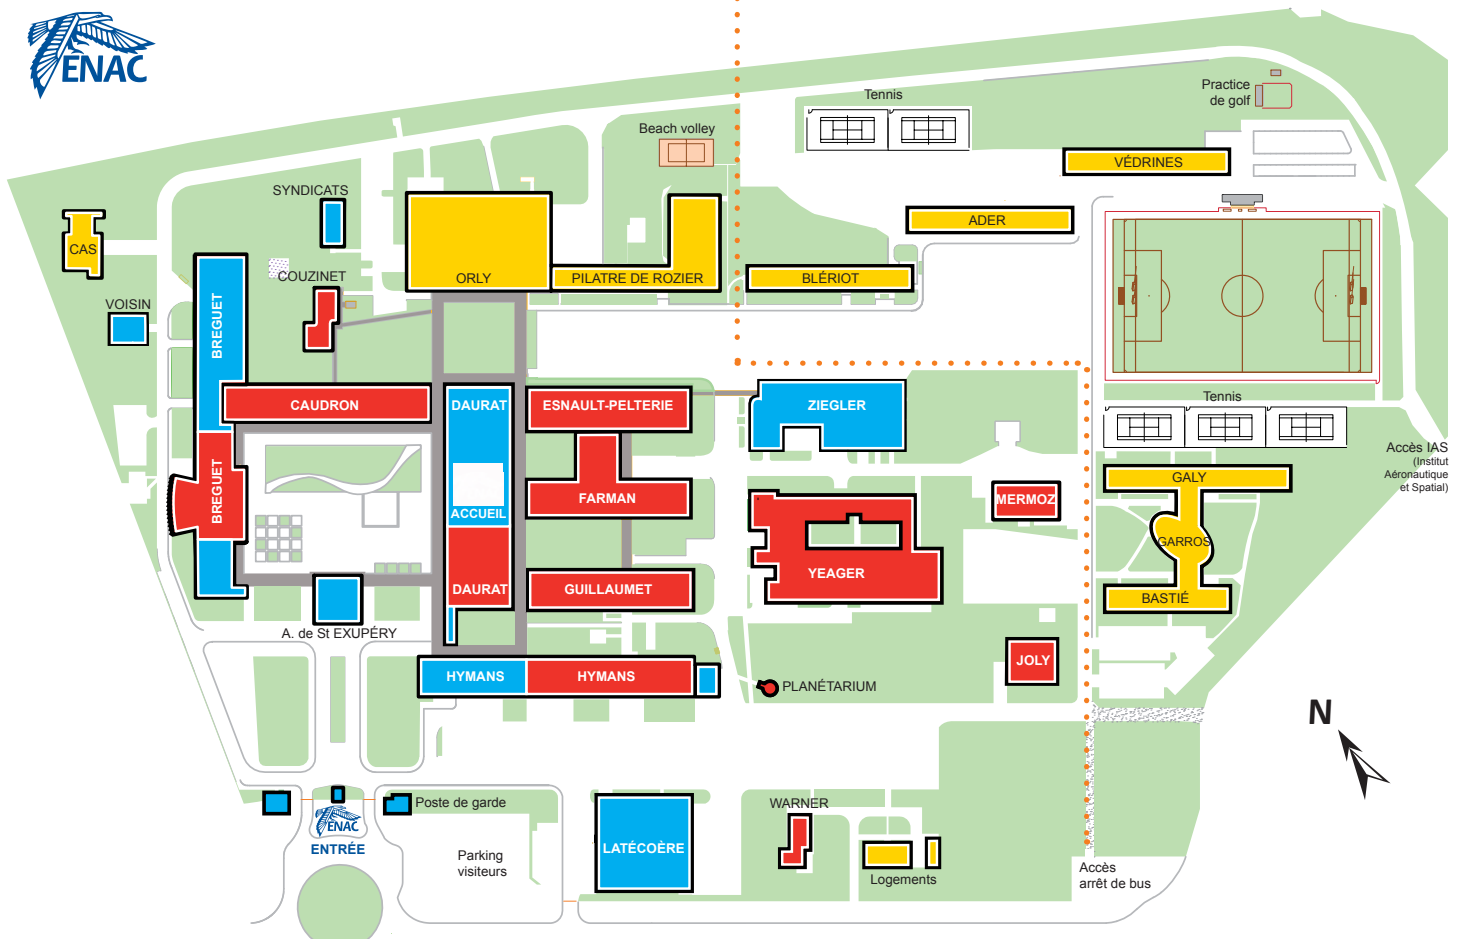 ENAC
Tennis
Practice
de golf
Beach volley
VÉDRINES
SYNDICATS
ADER
CAS
ORLY
PILATRE DE ROZIER
BLÉRIOT
COUZINET
VOISIN
BREGUET
CAUDRON
DAURAT
ESNAULT-PELTERIE
ZIEGLER
Tennis
Accès IAS
(Institut
Aéronautique
et Spatial)
GALY
BREGUET
FARMAN
MERMOZ
ACCUEIL
GARROS
YEAGER
DAURAT
GUILLAUMET
BASTIÉ
A. de St EXUPÉRY
JOLY
HYMANS
HYMANS
PLANÉTARIUM
N
Poste de garde
WARNER
ENAC
ENTRÉE
LATÉCOÈRE
Parking
visiteurs
Logements
Accès
arrêt de bus